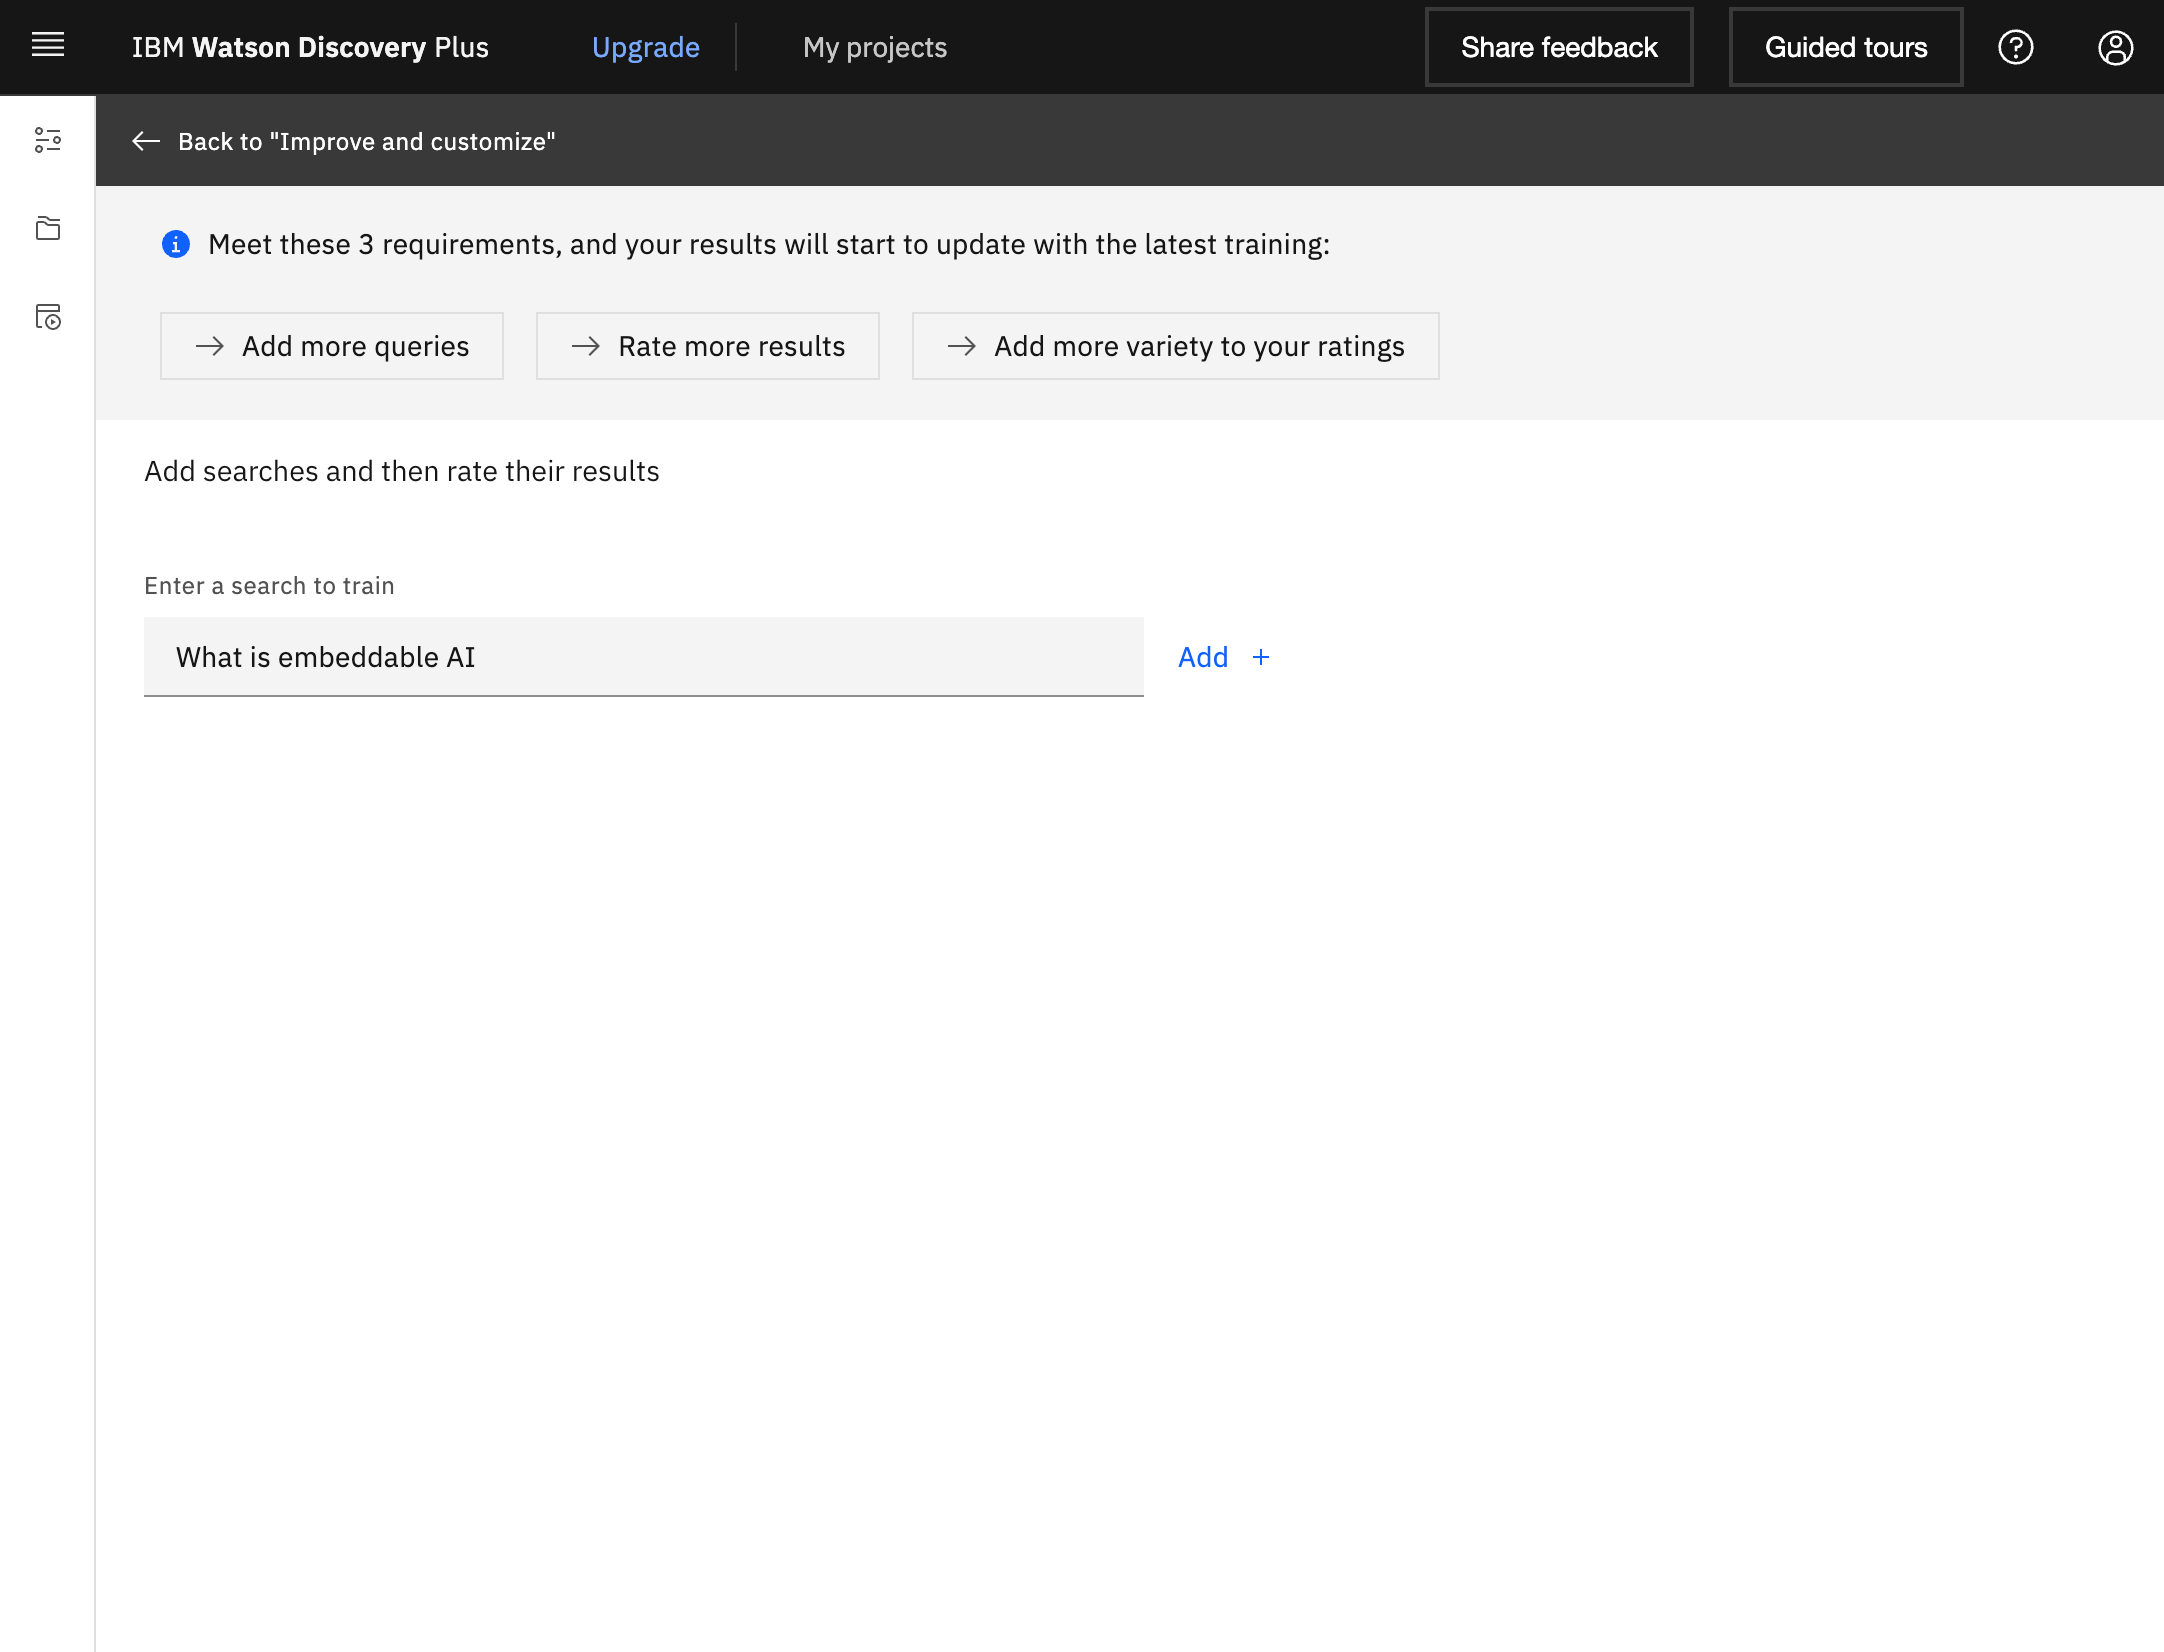 IBM Watson Discovery Plus Upgrade My projects Share feedback Guided tours
Back to "Improve and customize"
Meet these 3 requirements, and your results will start to update with the latest training:
Add more queries Rate more results Add more variety to your ratings
Add searches and then rate their results
Enter a search to train
What is embeddable AI Add +